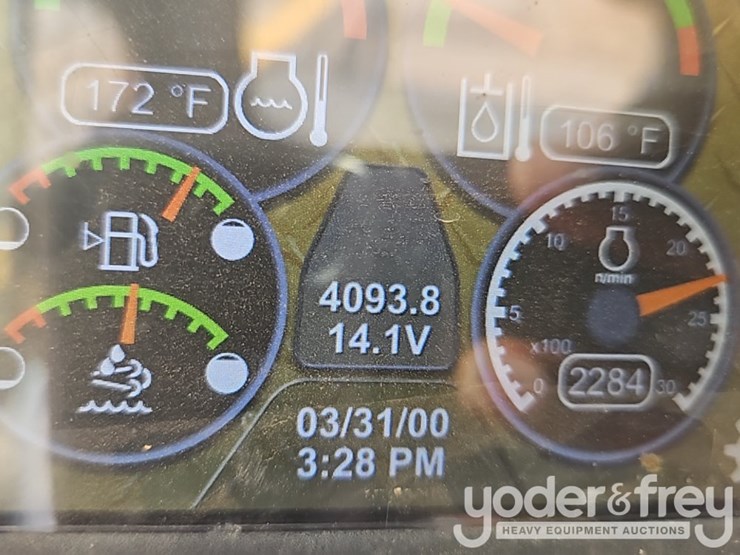 172 °F
106 °F
4093.8
14.1V
03/31/00
3:28 PM
15
10
20
n/min
5
25
x100
0
2284
30
yoder&frey
HEAVY EQUIPMENT AUCTIONS